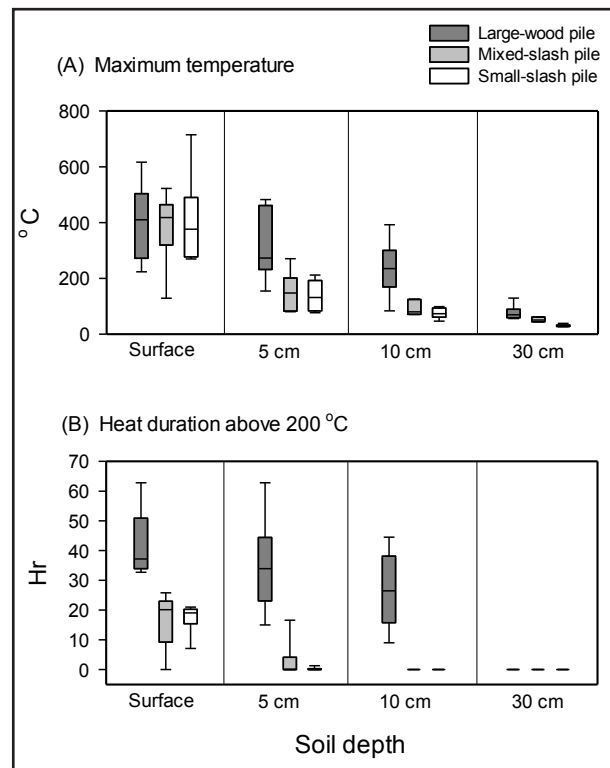 Large-wood pile
(A) Maximum temperature
Mixed-slash pile
Small-slash pile
800
600
°C
400
200
0
Surface 5 cm 10 cm 30 cm
(B) Heat duration above 200 °C
70
60
50
40
Hr
30
20
10
0
Surface 5 cm 10 cm 30 cm
Soil depth